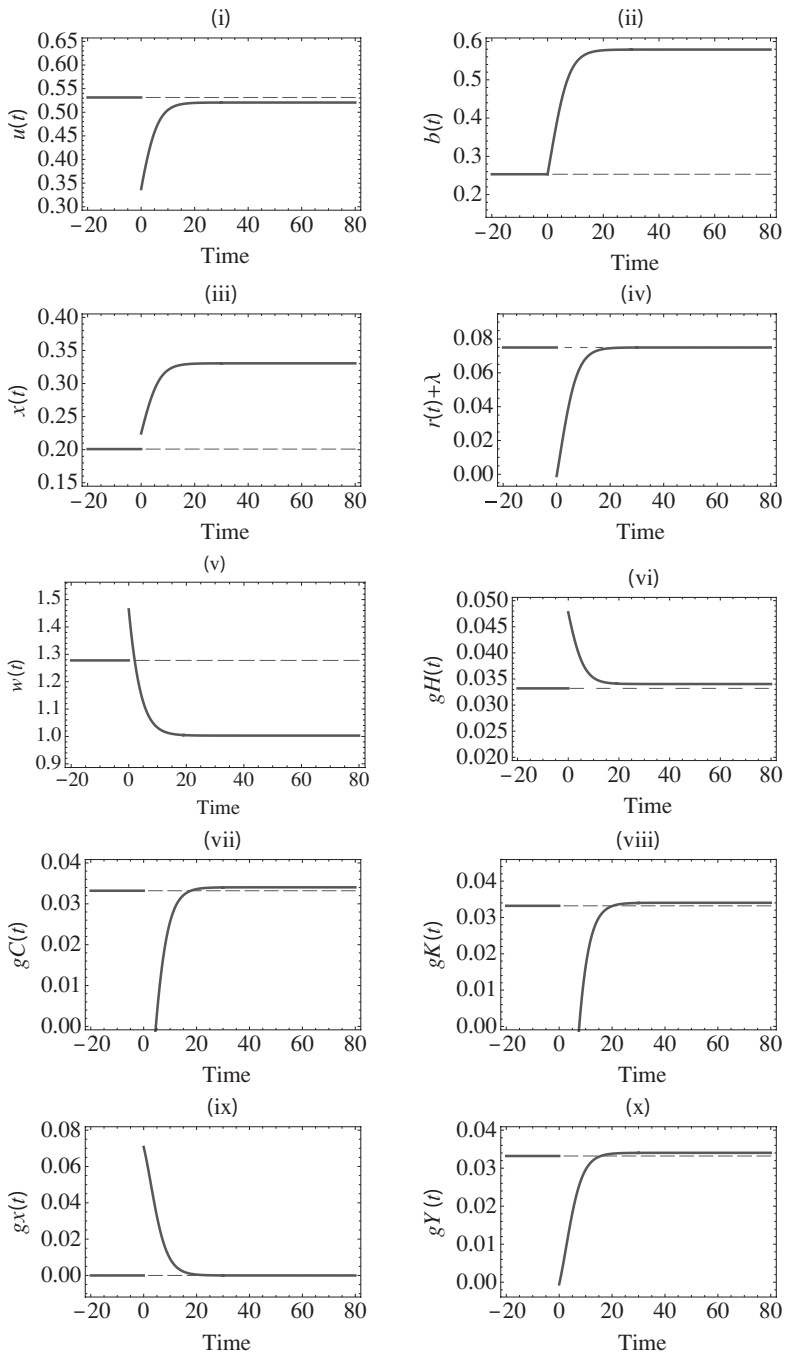 (i)
u(t)
0.65
0.60
0.55
0.50
0.45
0.40
0.35
0.30
−20 0 20 40 60 80
Time
(ii)
b(t)
0.6
0.5
0.4
0.3
0.2
−20 0 20 40 60 80
Time
(iii)
x(t)
0.40
0.35
0.30
0.25
0.20
0.15
−20 0 20 40 60 80
Time
(iv)
r(t)+λ
0.08
0.06
0.04
0.02
0.00
−20 0 20 40 60 80
Time
(v)
w(t)
1.5
1.4
1.3
1.2
1.1
1.0
0.9
−20 0 20 40 60 80
Time
(vi)
gH(t)
0.050
0.045
0.040
0.035
0.030
0.025
0.020
−20 0 20 40 60 80
Time
(vii)
gC(t)
0.04
0.03
0.02
0.01
0.00
−20 0 20 40 60 80
Time
(viii)
gK(t)
0.04
0.03
0.02
0.01
0.00
−20 0 20 40 60 80
Time
(ix)
gx(t)
0.08
0.06
0.04
0.02
0.00
−20 0 20 40 60 80
Time
(x)
gY(t)
0.04
0.03
0.02
0.01
0.00
−20 0 20 40 60 80
Time